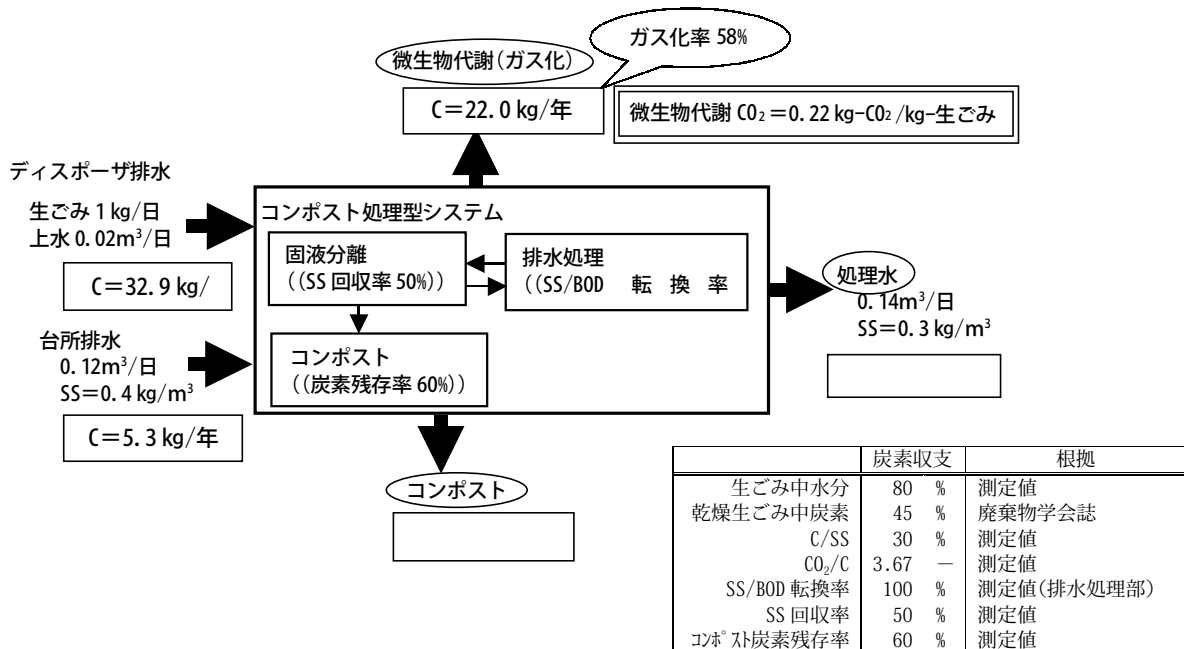 ガス化率 58%
微生物代謝(ガス化)
C＝22.0 kg/年
微生物代謝 CO₂＝0.22 kg-CO₂/kg-生ごみ
ディスポーザ排水
生ごみ 1 kg/日
上水 0.02m³/日
C＝32.9 kg/
台所排水
0.12m³/日
SS＝0.4 kg/m³
C＝5.3 kg/年
コンポスト処理型システム
固液分離
((SS 回収率 50%))
排水処理
((SS/BOD 転 換 率
コンポスト
((炭素残存率 60%))
処理水
0.14m³/日
SS＝0.3 kg/m³
コンポスト
炭素収支 根拠
生ごみ中水分 80 % 測定値
乾燥生ごみ中炭素 45 % 廃棄物学会誌
C/SS 30 % 測定値
CO₂/C 3.67 － 測定値
SS/BOD 転換率 100 % 測定値(排水処理部)
SS 回収率 50 % 測定値
ｺﾝﾎﾟｽﾄ炭素残存率 60 % 測定値